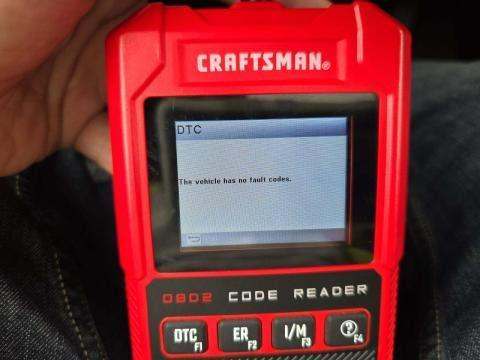 CRAFTSMAN®
DTC
The vehicle has no fault codes.
OBD2 CODE READER
DTC F1 ER F2 I/M F3 ? F4